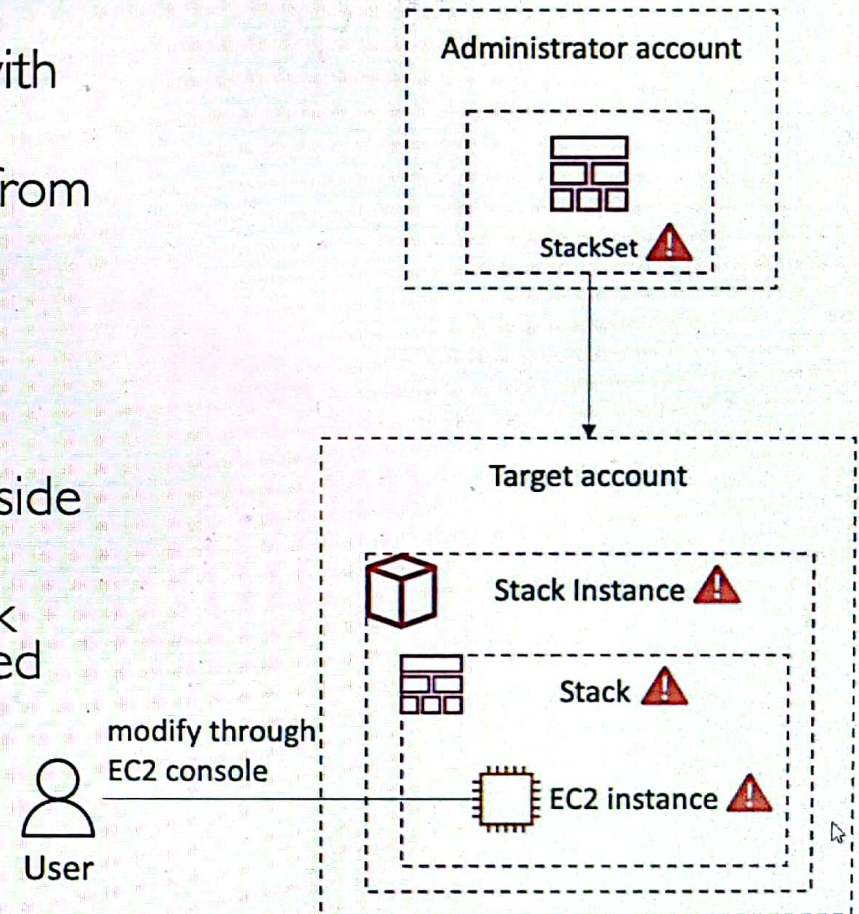 Administrator account
ith
rom
StackSet
Target account
side
Stack Instance
ed
Stack
modify through
EC2 console
EC2 instance
User